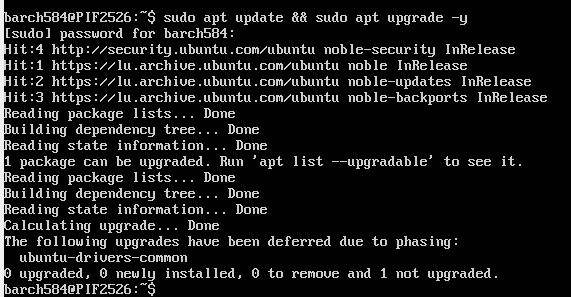 barch584@PIF2526:~$ sudo apt update && sudo apt upgrade -y
[sudo] password for barch584:
Hit:4 http://security.ubuntu.com/ubuntu noble-security InRelease
Hit:1 https://lu.archive.ubuntu.com/ubuntu noble InRelease
Hit:2 https://lu.archive.ubuntu.com/ubuntu noble-updates InRelease
Hit:3 https://lu.archive.ubuntu.com/ubuntu noble-backports InRelease
Reading package lists... Done
Building dependency tree... Done
Reading state information... Done
1 package can be upgraded. Run 'apt list --upgradable' to see it.
Reading package lists... Done
Building dependency tree... Done
Reading state information... Done
Calculating upgrade... Done
The following upgrades have been deferred due to phasing:
  ubuntu-drivers-common
0 upgraded, 0 newly installed, 0 to remove and 1 not upgraded.
barch584@PIF2526:~$